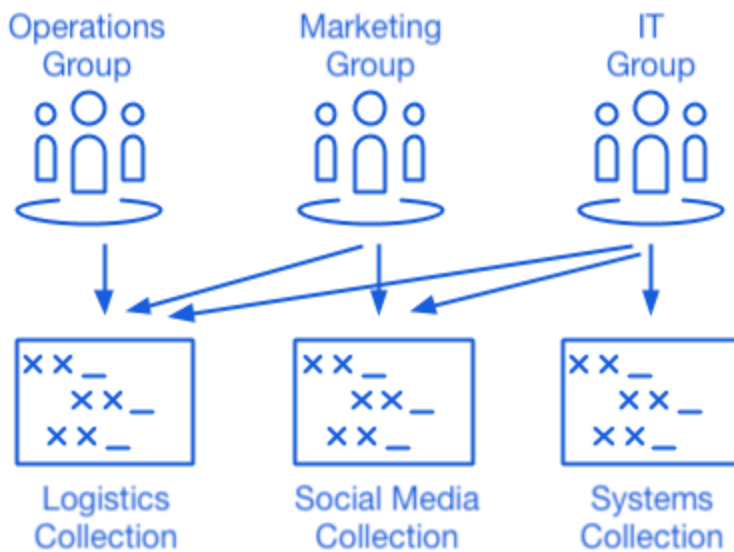 Operations
Group
Marketing
Group
IT
Group
Logistics
Collection
Social Media
Collection
Systems
Collection